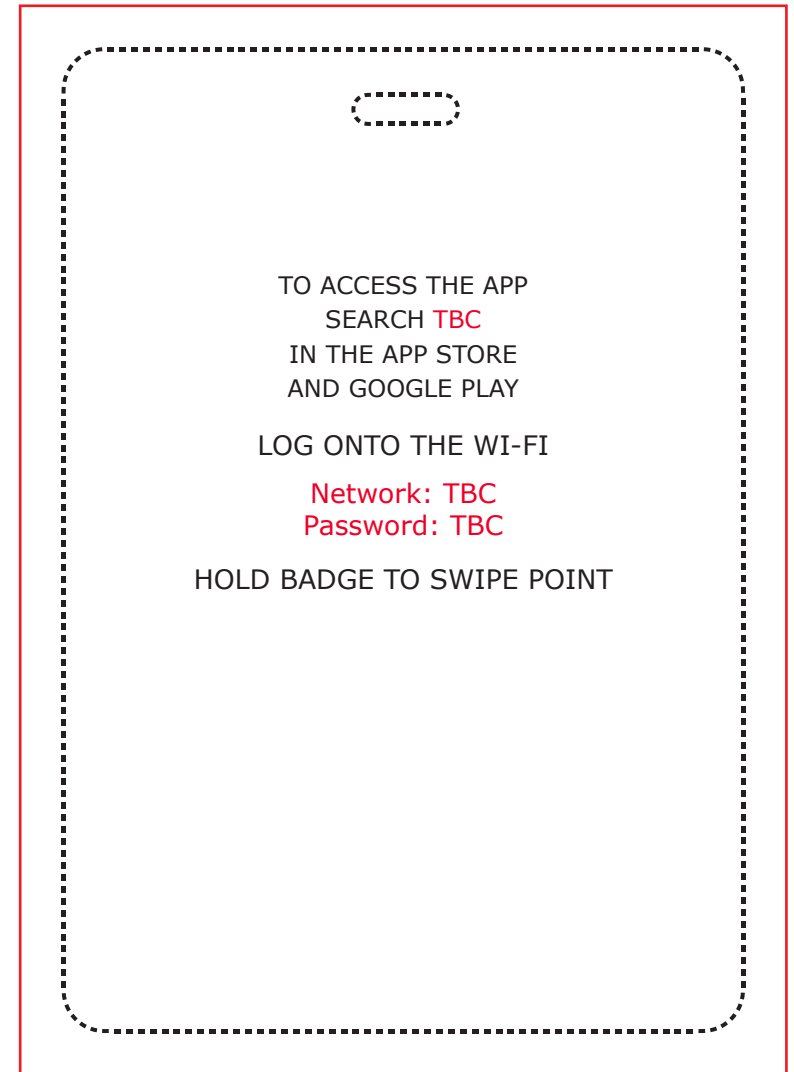 TO ACCESS THE APP
SEARCH TBC
IN THE APP STORE
AND GOOGLE PLAY
LOG ONTO THE WI-FI
Network: TBC
Password: TBC
HOLD BADGE TO SWIPE POINT